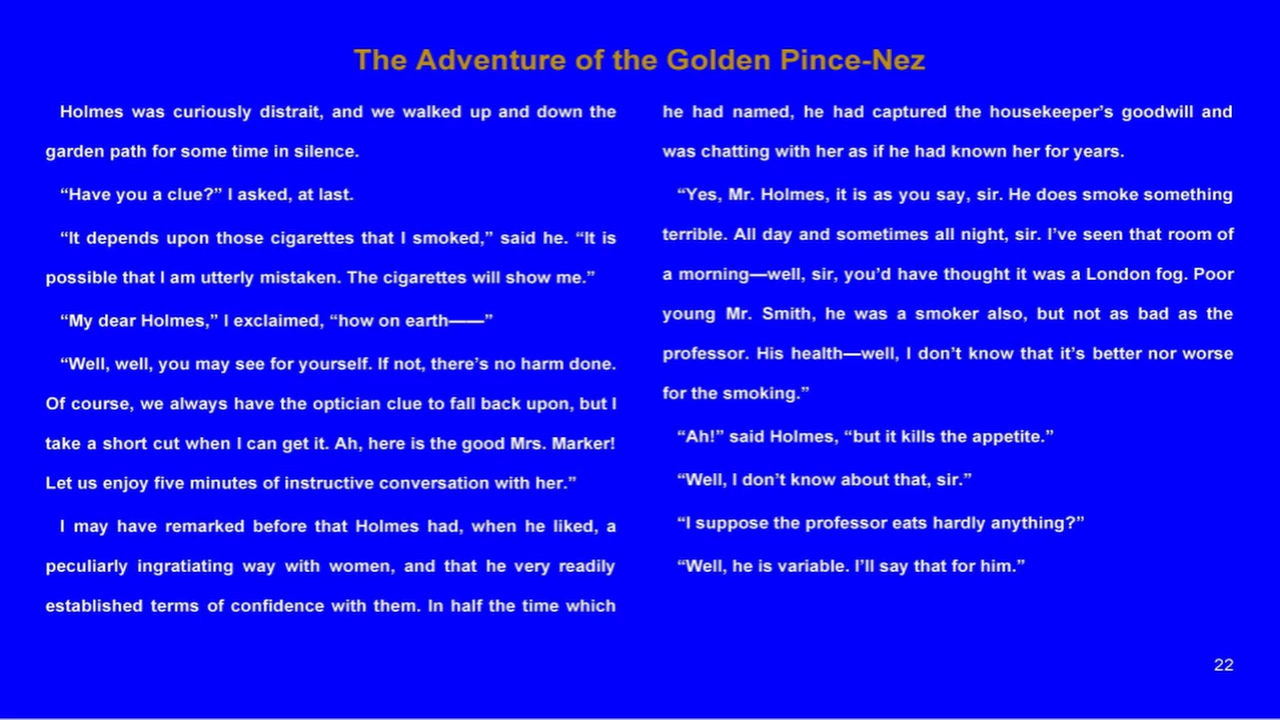 The Adventure of the Golden Pince-Nez
Holmes was curiously distrait, and we walked up and down the
garden path for some time in silence.
“Have you a clue?” I asked, at last.
“It depends upon those cigarettes that I smoked,” said he. “It is
possible that I am utterly mistaken. The cigarettes will show me.”
“My dear Holmes,” I exclaimed, “how on earth——”
“Well, well, you may see for yourself. If not, there’s no harm done.
Of course, we always have the optician clue to fall back upon, but I
take a short cut when I can get it. Ah, here is the good Mrs. Marker!
Let us enjoy five minutes of instructive conversation with her.”
I may have remarked before that Holmes had, when he liked, a
peculiarly ingratiating way with women, and that he very readily
established terms of confidence with them. In half the time which
he had named, he had captured the housekeeper’s goodwill and
was chatting with her as if he had known her for years.
“Yes, Mr. Holmes, it is as you say, sir. He does smoke something
terrible. All day and sometimes all night, sir. I’ve seen that room of
a morning—well, sir, you’d have thought it was a London fog. Poor
young Mr. Smith, he was a smoker also, but not as bad as the
professor. His health—well, I don’t know that it’s better nor worse
for the smoking.”
“Ah!” said Holmes, “but it kills the appetite.”
“Well, I don’t know about that, sir.”
“I suppose the professor eats hardly anything?”
“Well, he is variable. I’ll say that for him.”
22